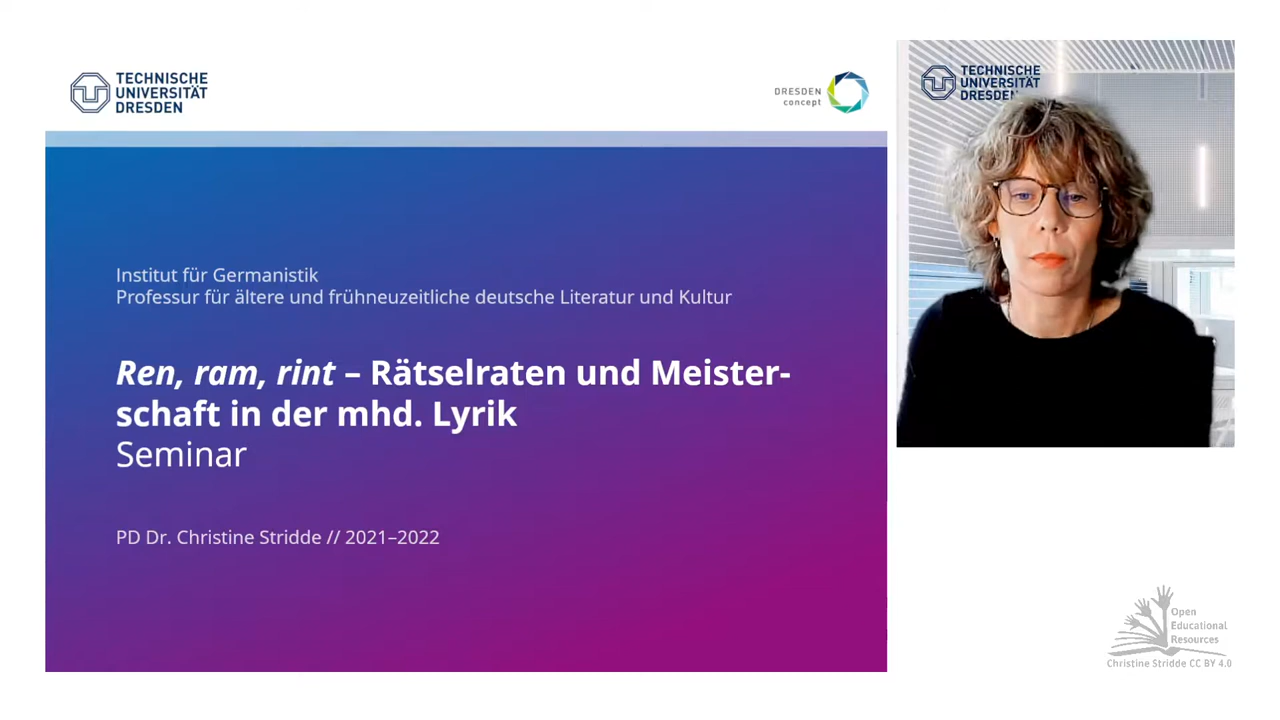 TECHNISCHE
UNIVERSITÄT
DRESDEN
DRESDEN
concept
Institut für Germanistik
Professur für ältere und frühneuzeitliche deutsche Literatur und Kultur
Ren, ram, rint – Rätselraten und Meister-
schaft in der mhd. Lyrik
Seminar
PD Dr. Christine Stridde // 2021–2022
TECHNISCHE
UNIVERSITÄT
DRESDEN
Open
Educational
Resources
Christine Stridde CC BY 4.0